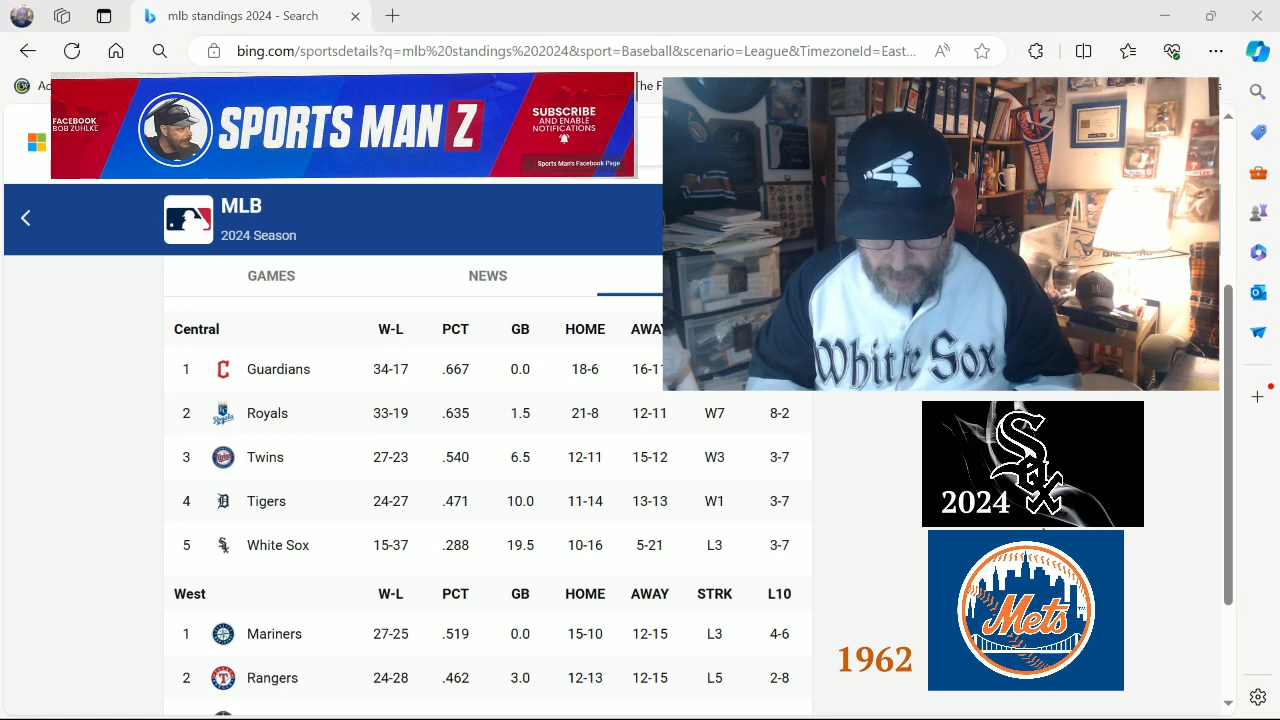 mlb standings 2024 - Search
bing.com/sportsdetails?q=mlb%20standings%202024&sport=Baseball&scenario=League&TimezoneId=East...
Ac
The F
FACEBOOK
BOB ZUHLKE
SPORTS MAN Z
SUBSCRIBE
AND ENABLE
NOTIFICATIONS
Sports Man's Facebook Page
MLB
2024 Season
GAMES NEWS
Central W-L PCT GB HOME AWAY
1 Guardians 34-17 .667 0.0 18-6 16-11
2 Royals 33-19 .635 1.5 21-8 12-11 W7 8-2
3 Twins 27-23 .540 6.5 12-11 15-12 W3 3-7
4 Tigers 24-27 .471 10.0 11-14 13-13 W1 3-7
5 White Sox 15-37 .288 19.5 10-16 5-21 L3 3-7
West W-L PCT GB HOME AWAY STRK L10
1 Mariners 27-25 .519 0.0 15-10 12-15 L3 4-6
2 Rangers 24-28 .462 3.0 12-13 12-15 L5 2-8
White Sox
Sox
2024
Mets
1962